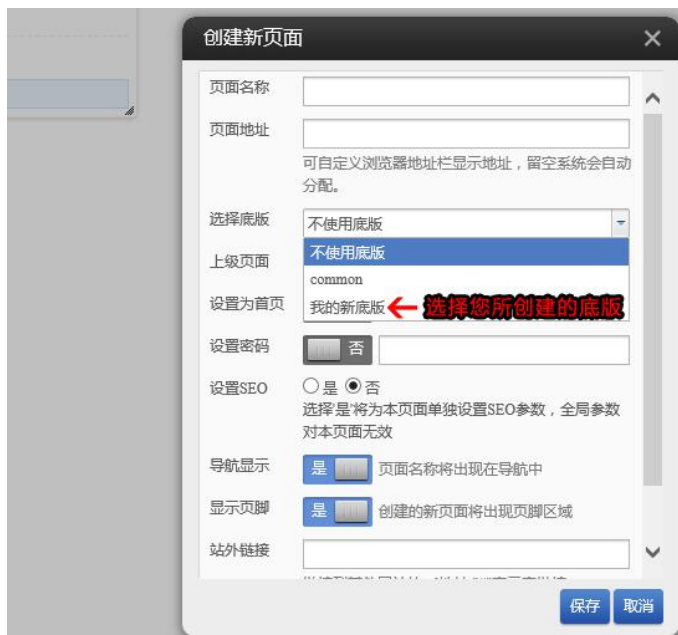 创建新页面
页面名称
页面地址
可自定义浏览器地址栏显示地址，留空系统会自动
分配。
选择底版
不使用底版
不使用底版
上级页面
common
设置为首页
我的新底版
选择您所创建的底版
设置密码
否
设置SEO
是 否
选择'是'将为本页面单独设置SEO参数，全局参数
对本页面无效
导航显示
是
页面名称将出现在导航中
显示页脚
是
创建的新页面将出现页脚区域
站外链接
保存
取消